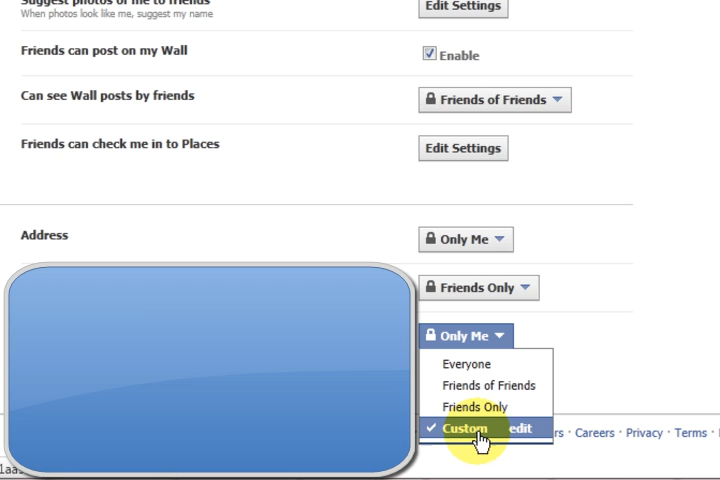 Suggest photos of me to friends
When photos look like me, suggest my name
Edit Settings
Friends can post on my Wall
Enable
Can see Wall posts by friends
Friends of Friends
Friends can check me in to Places
Edit Settings
Address
Only Me
Friends Only
Only Me
Everyone
Friends of Friends
Friends Only
Custom edit
· Careers · Privacy · Terms ·